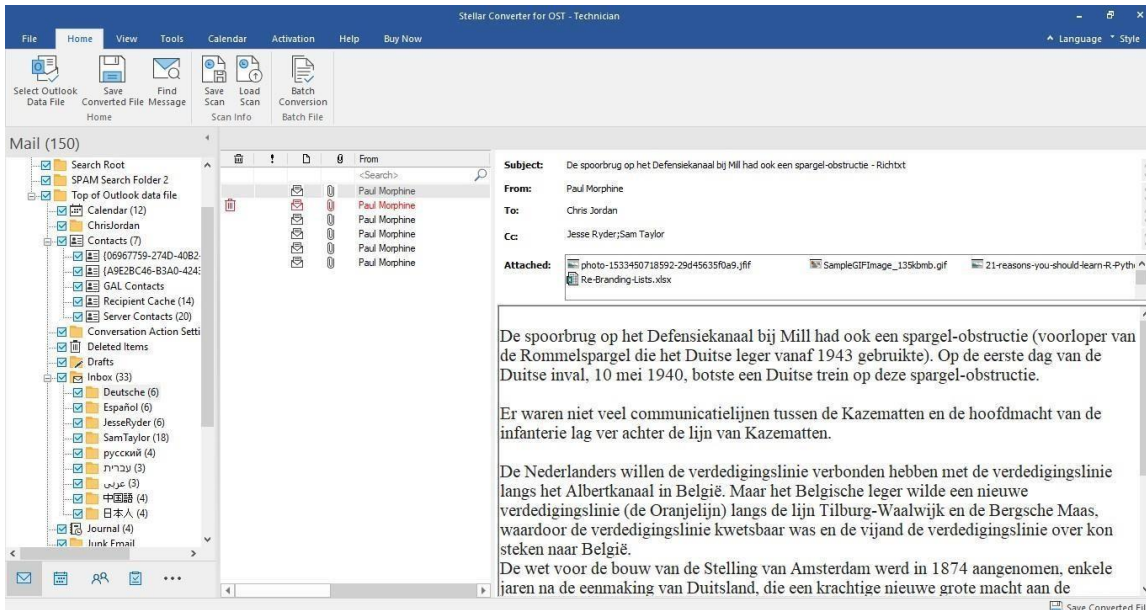 Stellar Converter for OST - Technician
File Home View Tools Calendar Activation Help Buy Now
Language Style
Select Outlook Data File
Save Converted File
Find Message
Save Scan
Load Scan
Batch Conversion
Home Scan Info Batch File
Mail (150)
Search Root
SPAM Search Folder 2
Top of Outlook data file
Calendar (12)
ChrisJordan
Contacts (7)
{06967759-274D-40B2-
{A9E2BC46-B3A0-424
GAL Contacts
Recipient Cache (14)
Server Contacts (20)
Conversation Action Setti
Deleted Items
Drafts
Inbox (33)
Deutsche (6)
Español (6)
JesseRyder (6)
SamTaylor (18)
русский (4)
עברית (3)
عربى (3)
中国語 (4)
日本人 (4)
Journal (4)
Junk Email
From
<Search>
Paul Morphine
Paul Morphine
Paul Morphine
Paul Morphine
Paul Morphine
Paul Morphine
Subject: De spoorbrug op het Defensiekanaal bij Mill had ook een spargel-obstructie - Richtxt
From: Paul Morphine
To: Chris Jordan
Cc: Jesse Ryder;Sam Taylor
Attached: photo-1533450718592-29d45635f0a9.jfif SampleGIFImage_135kbmb.gif 21-reasons-you-should-learn-R-Pyth
Re-Branding-Lists.xlsx
De spoorbrug op het Defensiekanaal bij Mill had ook een spargel-obstructie (voorloper van
de Rommelspargel die het Duitse leger vanaf 1943 gebruikte). Op de eerste dag van de
Duitse inval, 10 mei 1940, botste een Duitse trein op deze spargel-obstructie.
Er waren niet veel communicatielijnen tussen de Kazematten en de hoofdmacht van de
infanterie lag ver achter de lijn van Kazematten.
De Nederlanders willen de verdedigingslinie verbonden hebben met de verdedigingslinie
langs het Albertkanaal in België. Maar het Belgische leger wilde een nieuwe
verdedigingslinie (de Oranjelijn) langs de lijn Tilburg-Waalwijk en de Bergsche Maas,
waardoor de verdedigingslinie kwetsbaar was en de vijand de verdedigingslinie over kon
steken naar België.
De wet voor de bouw van de Stelling van Amsterdam werd in 1874 aangenomen, enkele
jaren na de eenmaking van Duitsland, die een krachtige nieuwe grote macht aan de
Save Converted Fil